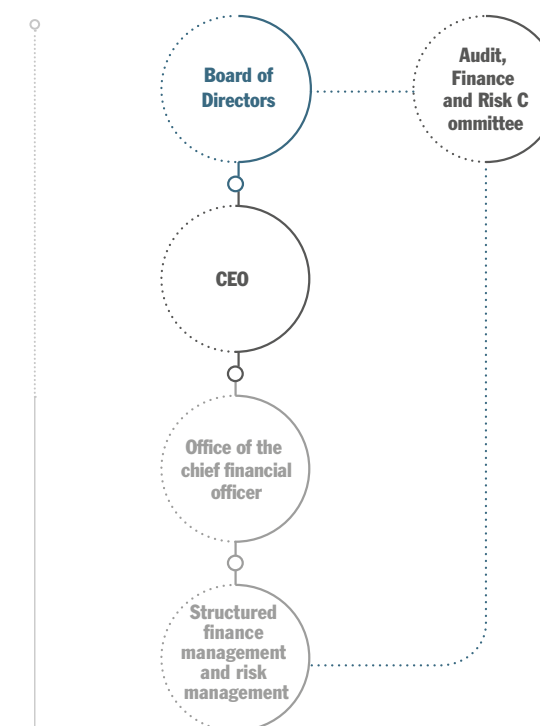 Board of
Directors
Audit,
Finance
and Risk C
ommittee
CEO
Office of the
chief financial
officer
Structured
finance
management
and risk
management